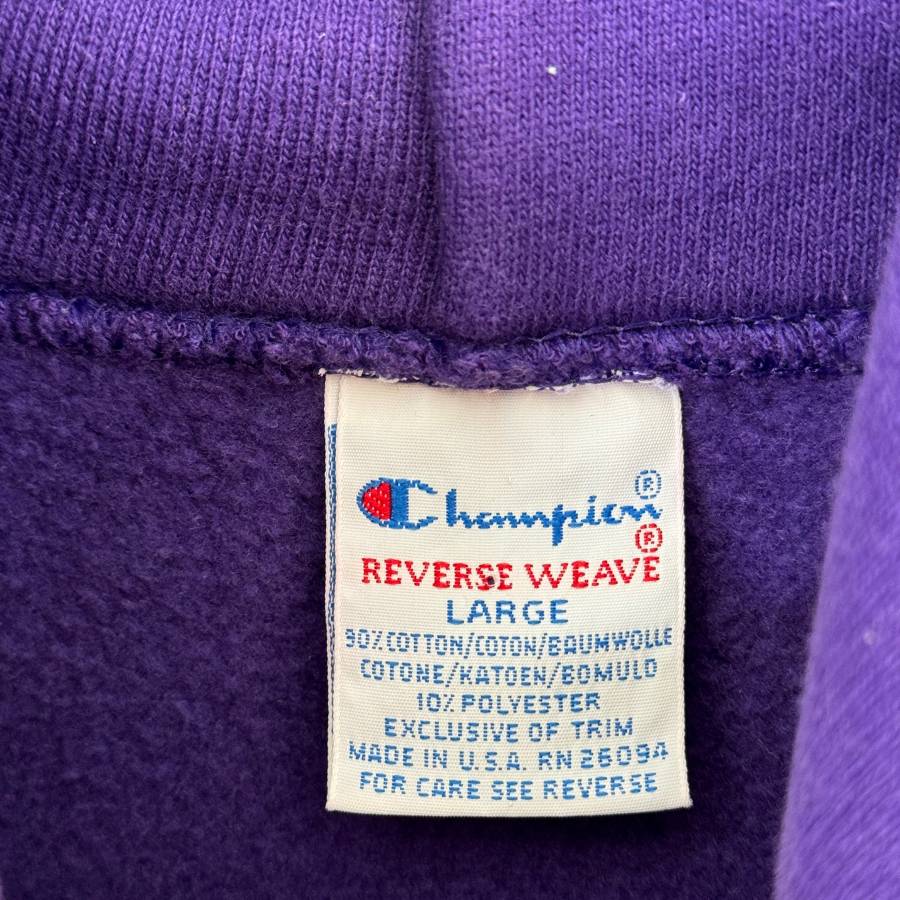 Champion®
REVERSE WEAVE®
LARGE
90% COTTON/COTON/BAUMWOLLE
COTONE/KATOEN/BOMULD
10% POLYESTER
EXCLUSIVE OF TRIM
MADE IN U.S.A. RN 26094
FOR CARE SEE REVERSE